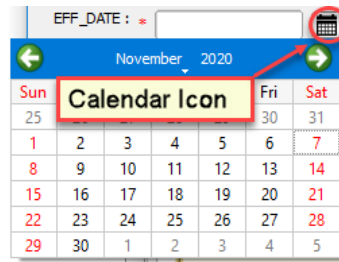 EFF_DATE : *
November 2020
Sun Fri Sat
Calendar Icon
25 30 31
1 2 3 4 5 6 7
8 9 10 11 12 13 14
15 16 17 18 19 20 21
22 23 24 25 26 27 28
29 30 1 2 3 4 5